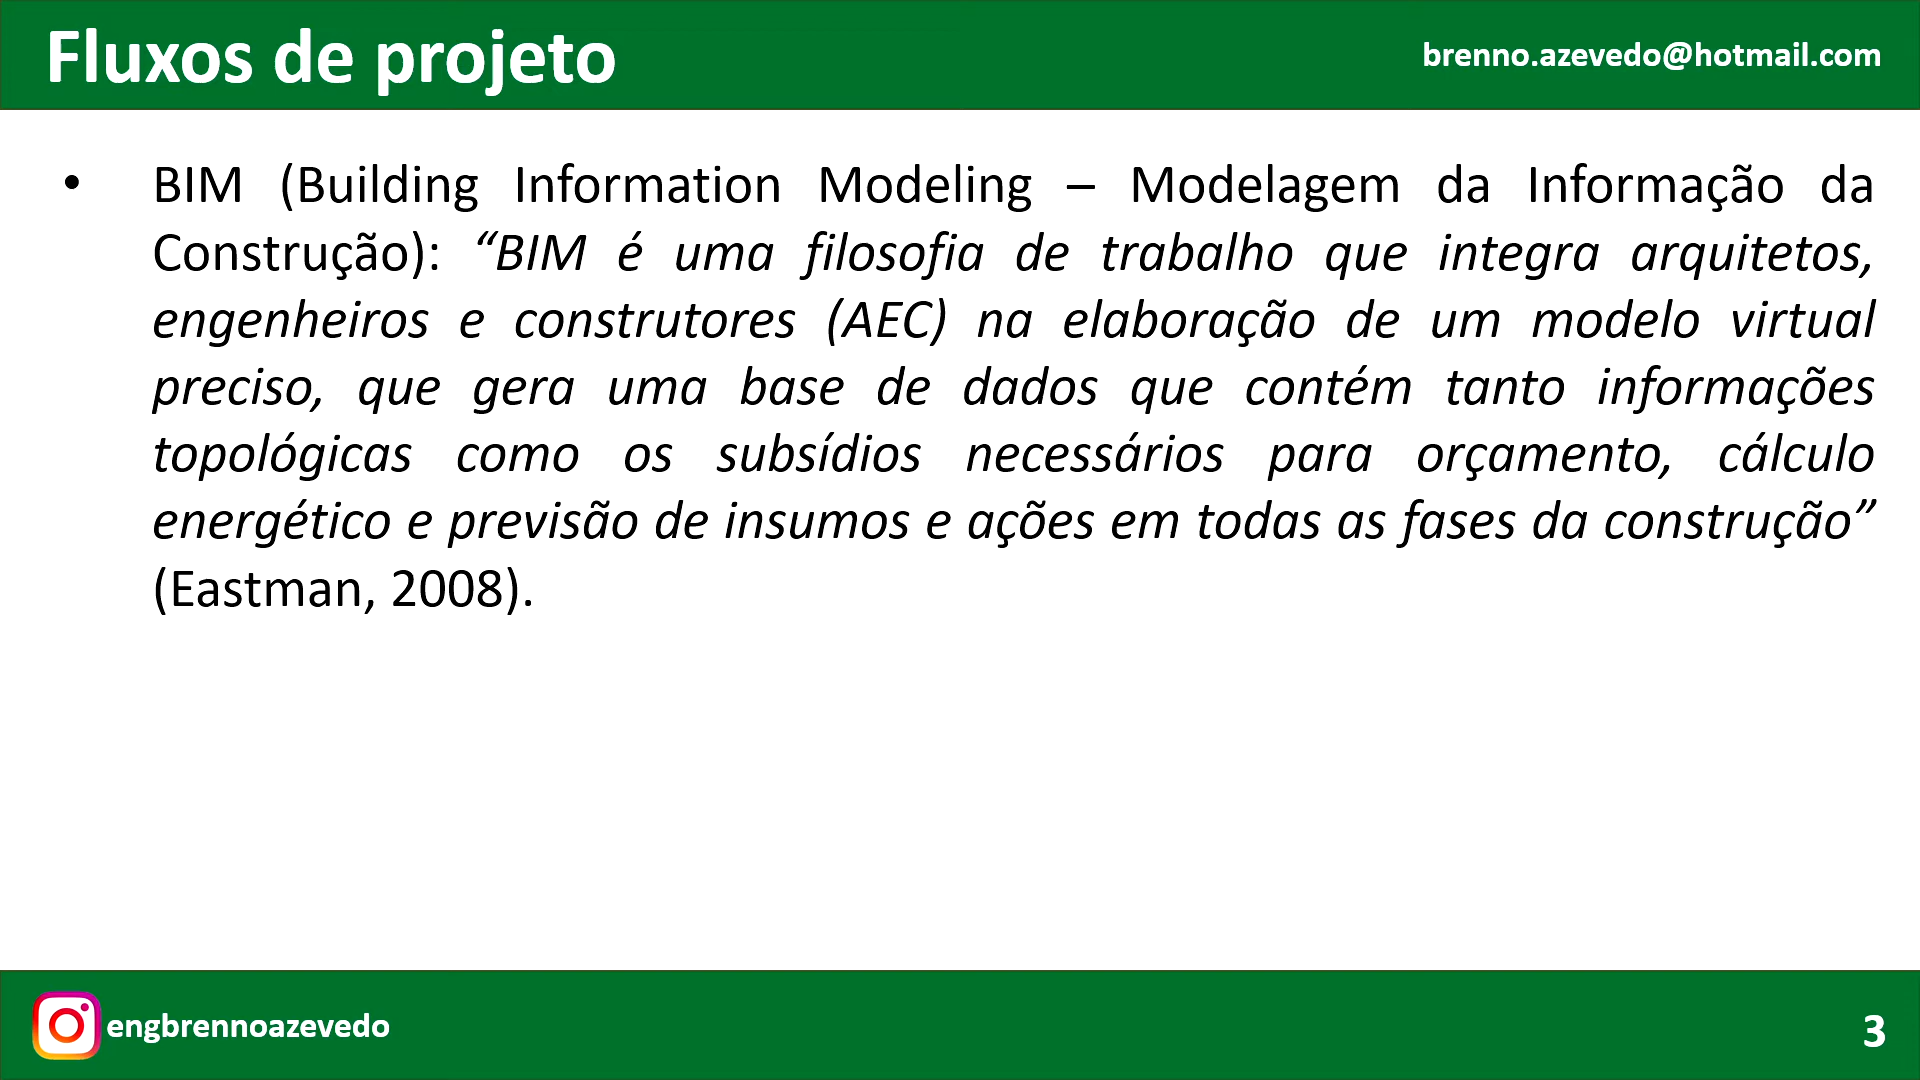 Fluxos de projeto
brenno.azevedo@hotmail.com
• BIM (Building Information Modeling – Modelagem da Informação da
Construção): “BIM é uma filosofia de trabalho que integra arquitetos,
engenheiros e construtores (AEC) na elaboração de um modelo virtual
preciso, que gera uma base de dados que contém tanto informações
topológicas como os subsídios necessários para orçamento, cálculo
energético e previsão de insumos e ações em todas as fases da construção”
(Eastman, 2008).
engbrennoazevedo
3